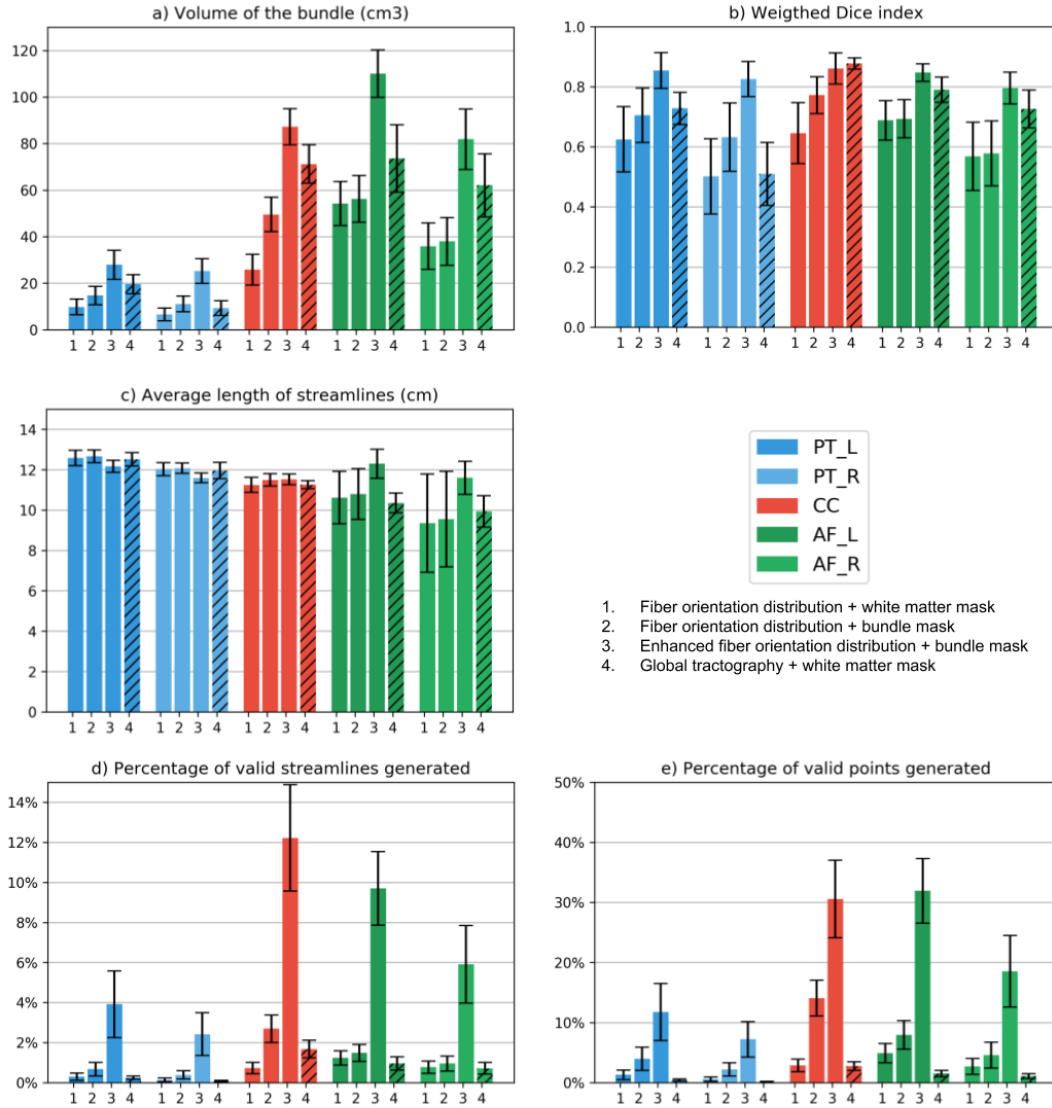 a) Volume of the bundle (cm3)
120
100
80
60
40
20
0
1 2 3 4 1 2 3 4 1 2 3 4 1 2 3 4 1 2 3 4
b) Weigthed Dice index
1.0
0.8
0.6
0.4
0.2
0.0
1 2 3 4 1 2 3 4 1 2 3 4 1 2 3 4 1 2 3 4
c) Average length of streamlines (cm)
14
12
10
8
6
4
2
0
1 2 3 4 1 2 3 4 1 2 3 4 1 2 3 4 1 2 3 4
PT_L
PT_R
CC
AF_L
AF_R
1. Fiber orientation distribution + white matter mask
2. Fiber orientation distribution + bundle mask
3. Enhanced fiber orientation distribution + bundle mask
4. Global tractography + white matter mask
d) Percentage of valid streamlines generated
14%
12%
10%
8%
6%
4%
2%
0%
1 2 3 4 1 2 3 4 1 2 3 4 1 2 3 4 1 2 3 4
e) Percentage of valid points generated
50%
40%
30%
20%
10%
0%
1 2 3 4 1 2 3 4 1 2 3 4 1 2 3 4 1 2 3 4